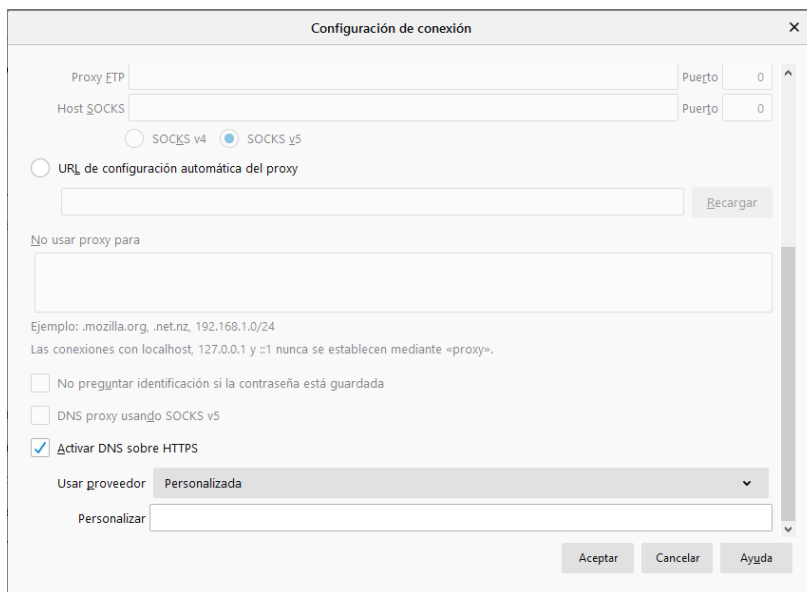 Configuración de conexión
Proxy FTP Puerto 0
Host SOCKS Puerto 0
SOCKS v4 SOCKS v5
URL de configuración automática del proxy
Recargar
No usar proxy para
Ejemplo: .mozilla.org, .net.nz, 192.168.1.0/24
Las conexiones con localhost, 127.0.0.1 y ::1 nunca se establecen mediante «proxy».
No preguntar identificación si la contraseña está guardada
DNS proxy usando SOCKS v5
Activar DNS sobre HTTPS
Usar proveedor Personalizada
Personalizar
Aceptar Cancelar Ayuda